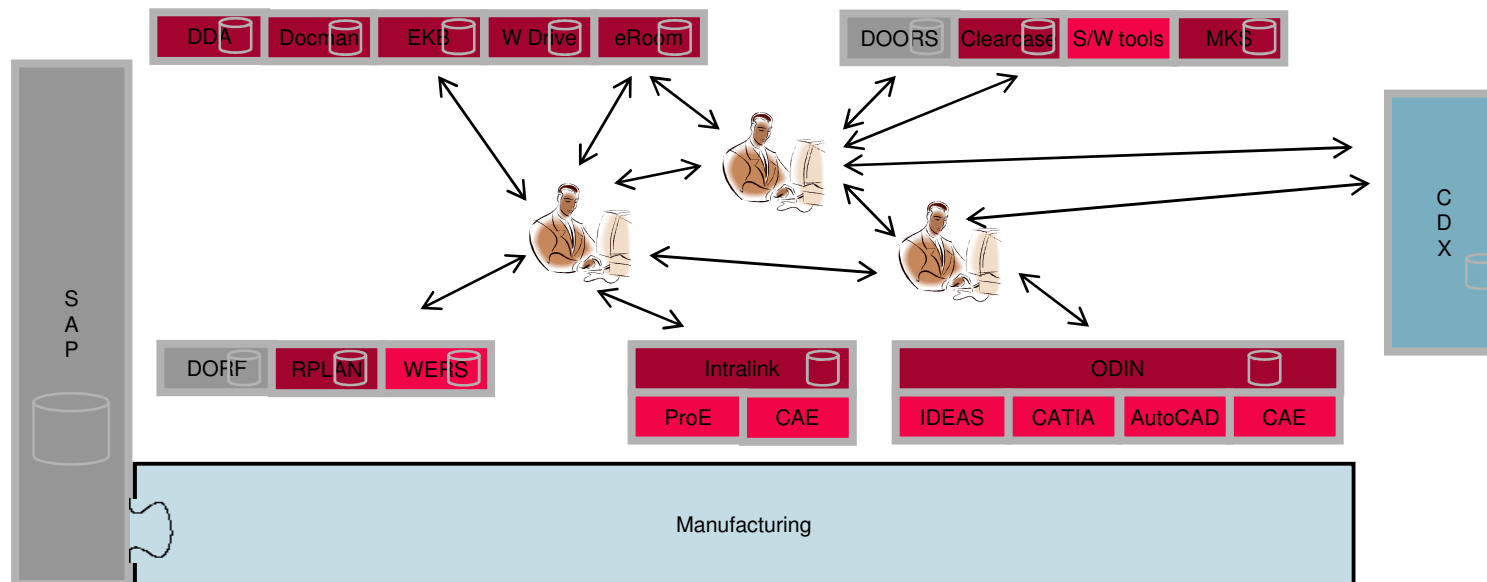 DDA Docman EKB W Drive eRoom
DOORS Clearcase S/W tools MKS
S
A
P
C
D
X
DORF RPLAN WERS
Intralink
ProE CAE
ODIN
IDEAS CATIA AutoCAD CAE
Manufacturing